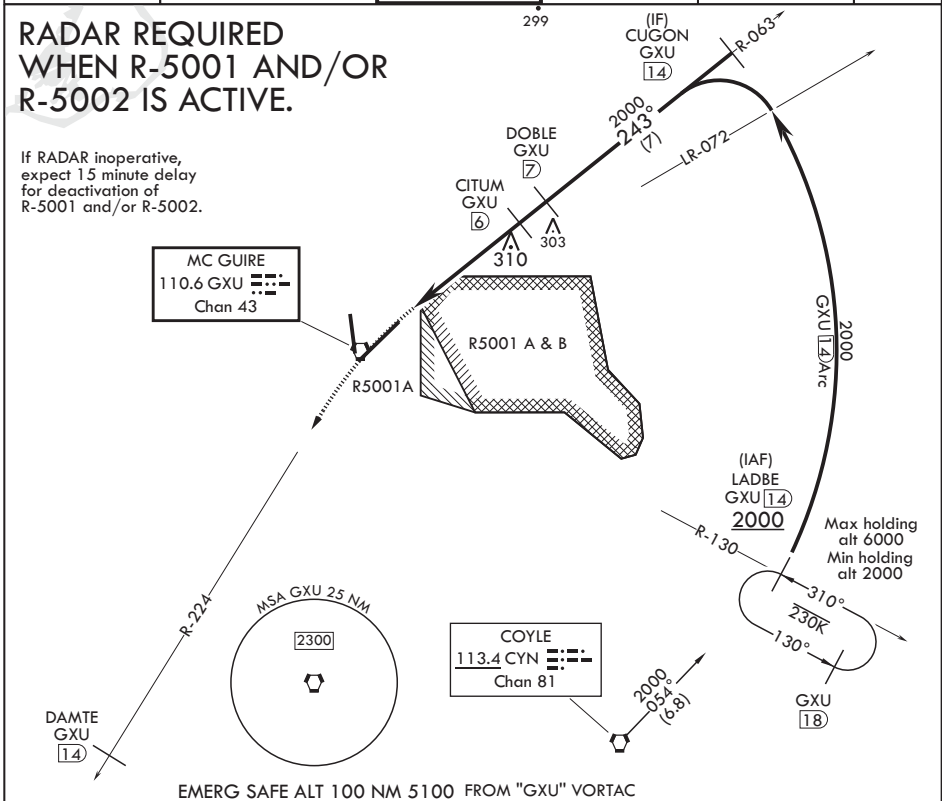 299
RADAR REQUIRED
WHEN R-5001 AND/OR
R-5002 IS ACTIVE.
If RADAR inoperative,
expect 15 minute delay
for deactivation of
R-5001 and/or R-5002.
(IF)
CUGON
GXU
14
R-063
2000
243°
(7)
LR-072
DOBLE
GXU
7
CITUM
GXU
6
310
303
MC GUIRE
110.6 GXU
Chan 43
R5001 A & B
R5001A
2000
GXU 14 Arc
(IAF)
LADBE
GXU 14
2000
R-130
Max holding
alt 6000
Min holding
alt 2000
310°
230K
130°
GXU
18
R-224
MSA GXU 25 NM
2300
COYLE
113.4 CYN
Chan 81
2000
054°
(6.8)
DAMTE
GXU
14
EMERG SAFE ALT 100 NM 5100 FROM "GXU" VORTAC